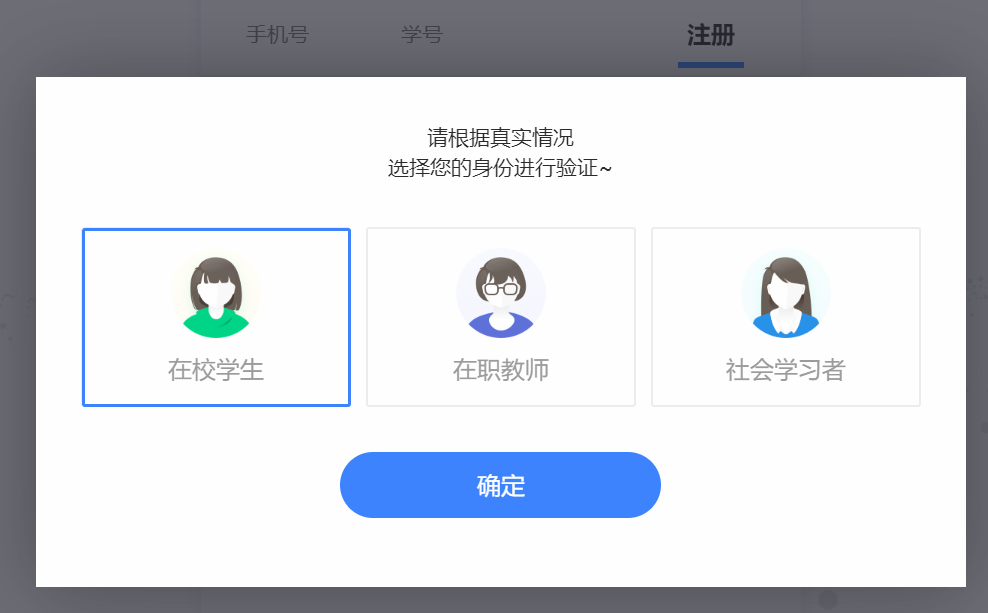 手机号 学号 注册
请根据真实情况
选择您的身份进行验证~
在校学生 在职教师 社会学习者
确定